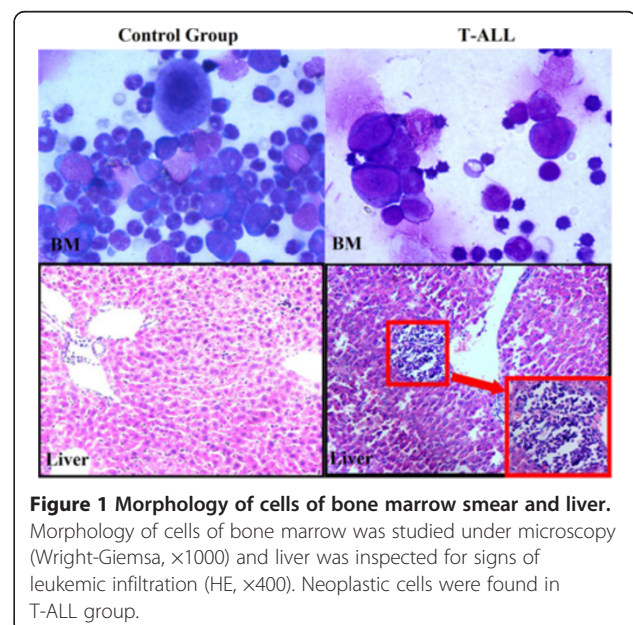 Control Group T-ALL
BM BM
Liver Liver
Figure 1 Morphology of cells of bone marrow smear and liver.
Morphology of cells of bone marrow was studied under microscopy
(Wright-Giemsa, ×1000) and liver was inspected for signs of
leukemic infiltration (HE, ×400). Neoplastic cells were found in
T-ALL group.